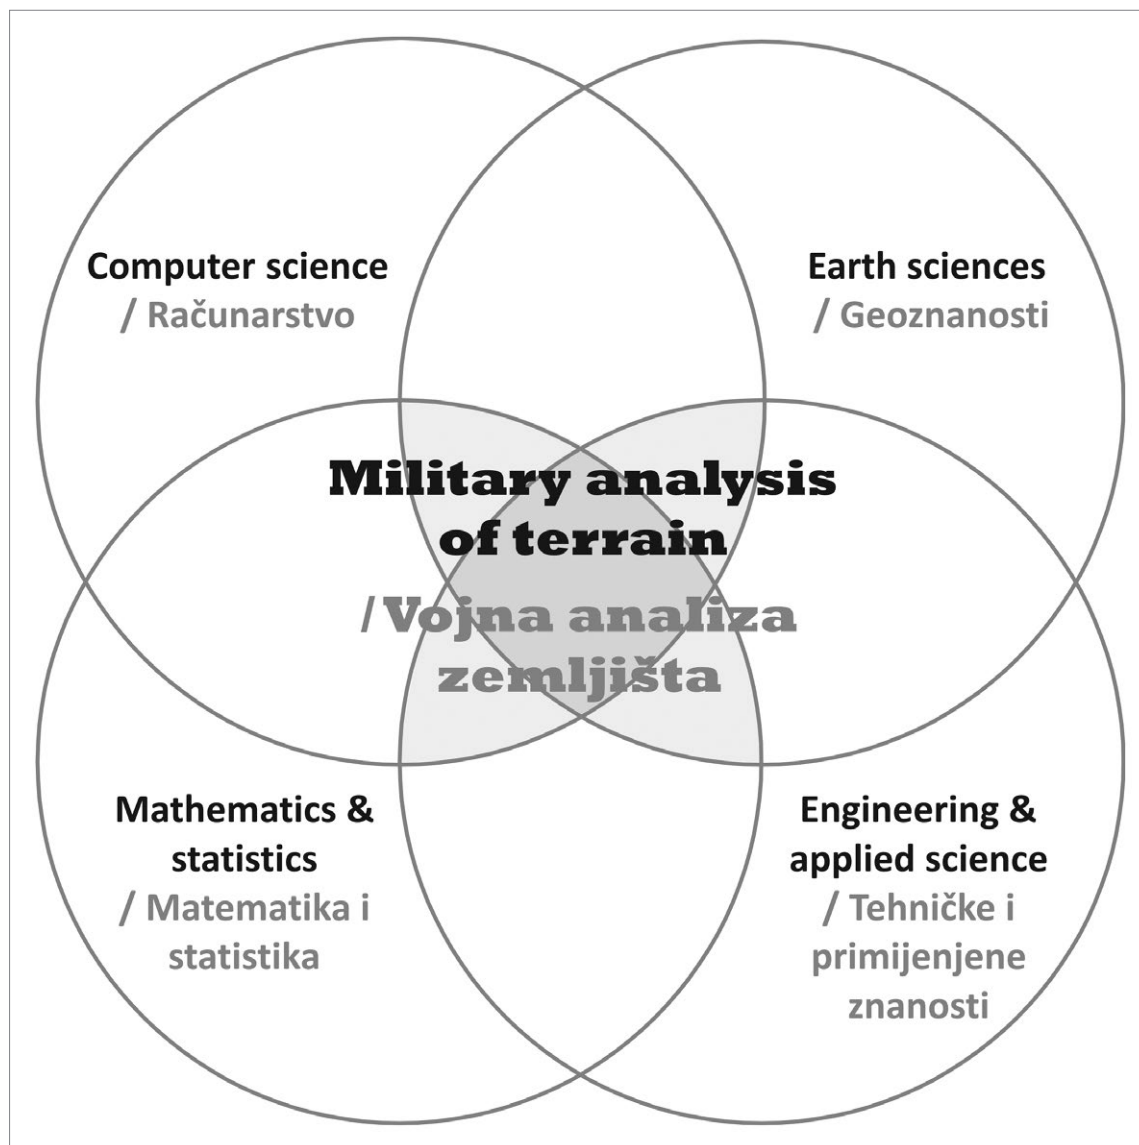 Computer science
/ Računarstvo
Earth sciences
/ Geoznanosti
Military analysis
of terrain
/ Vojna analiza
zemljišta
Mathematics &
statistics
/ Matematika i
statistika
Engineering &
applied science
/ Tehničke i
primijenjene
znanosti